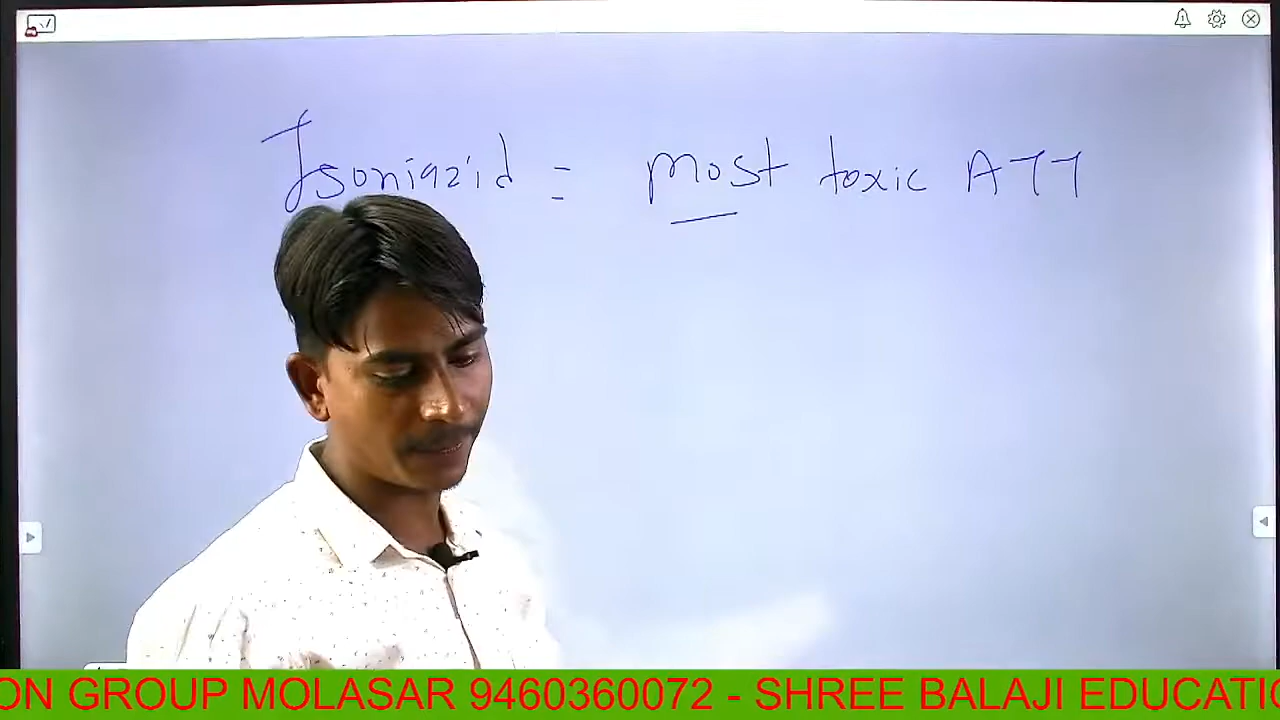 Isoniazid = most toxic ATT
ON GROUP MOLASAR 9460360072 - SHREE BALAJI EDUCATIO